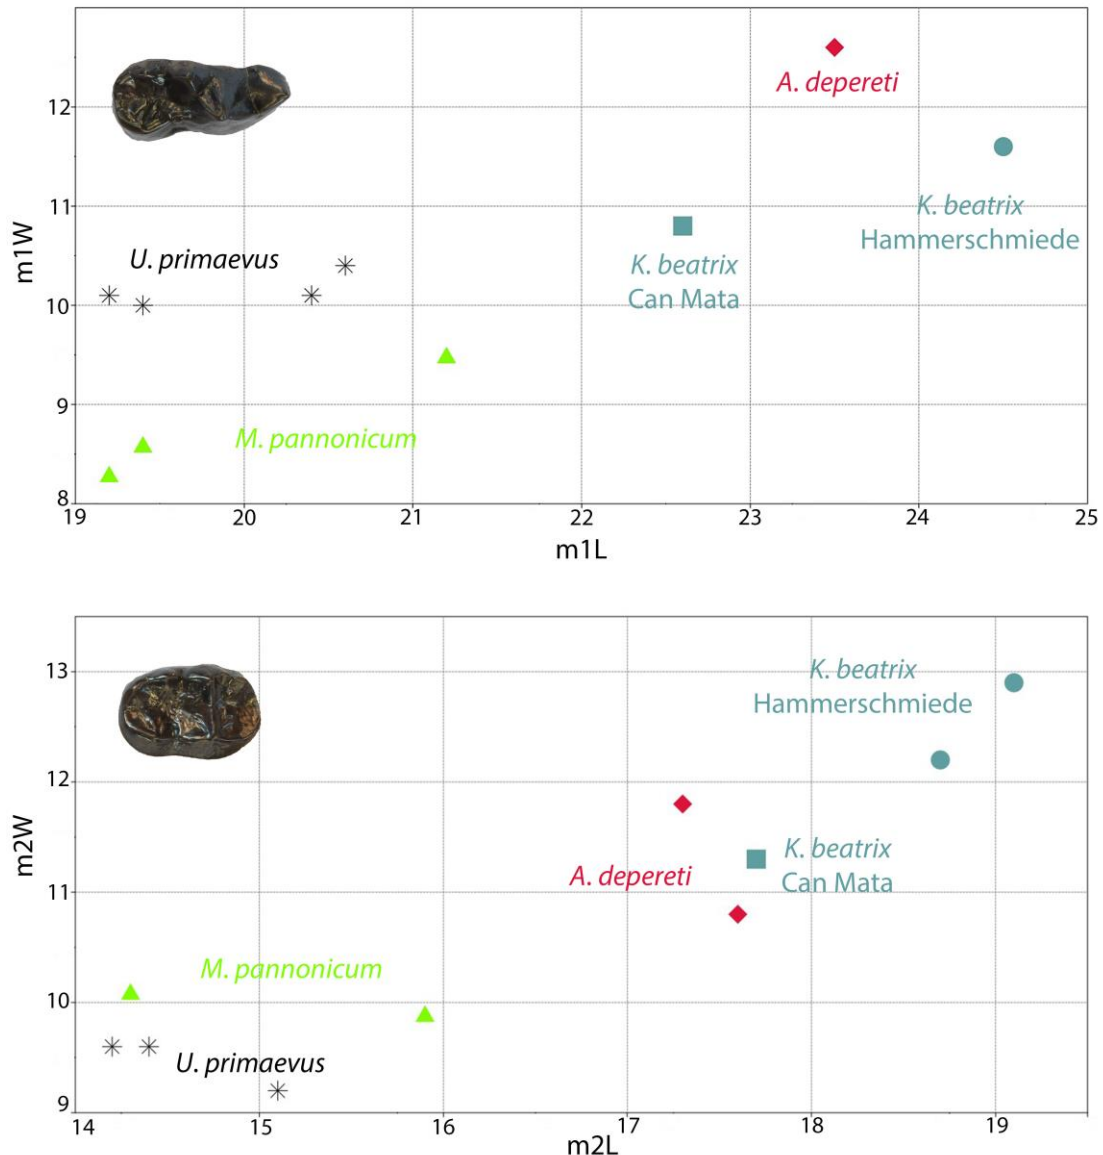 12
A. depereti
11
K. beatrix
Hammerschmiede
m1W
U. primaevus
K. beatrix
Can Mata
10
9
M. pannonicum
8
19 20 21 22 23 24 25
m1L
13
K. beatrix
Hammerschmiede
12
m2W
K. beatrix
Can Mata
A. depereti
11
M. pannonicum
10
U. primaevus
9
14 15 16 17 18 19
m2L